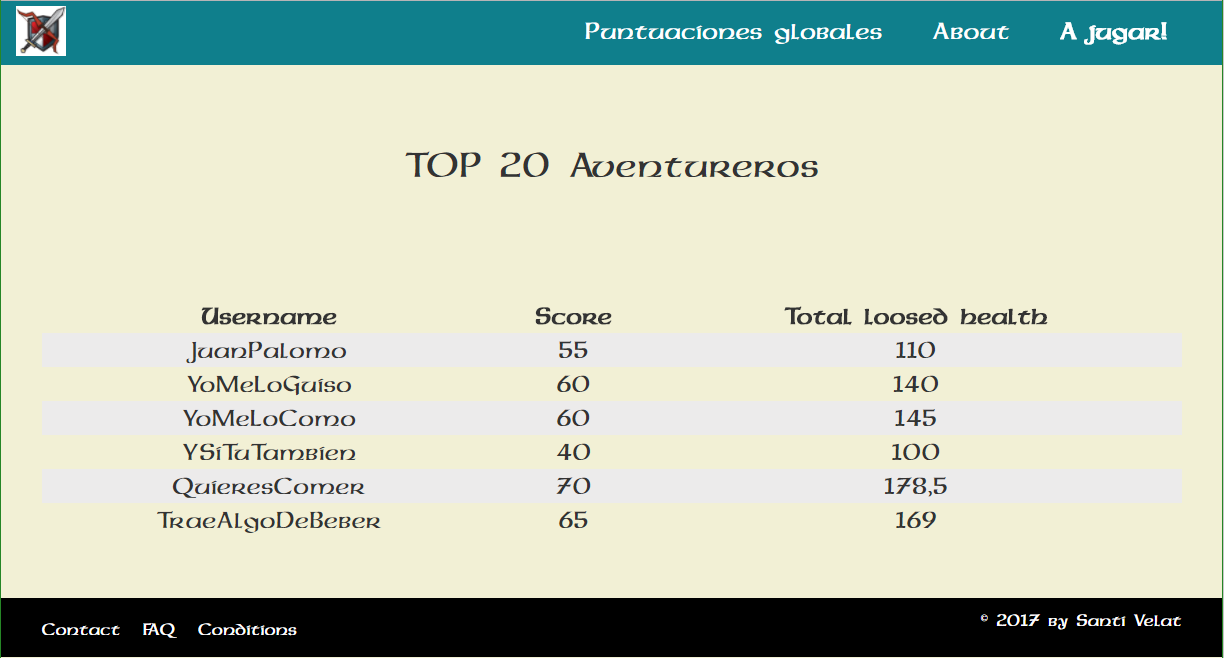 Puntuaciones globales About A jugar!
TOP 20 Aventureros
Username Score Total loosed health
JuanPalomo 55 110
YoMeLoGuiso 60 140
YoMeLoComo 60 145
YSiTuTambien 40 100
QuieresComer 70 178,5
TraeAlgoDeBeber 65 169
Contact FAQ Conditions
© 2017 by Santi Velat